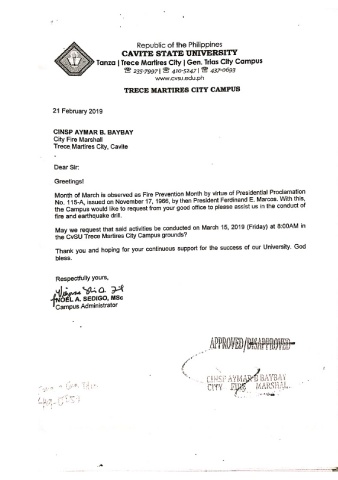 Republic of the Philippines
CAVITE STATE UNIVERSITY
Tanza | Trece Martires City | Gen. Trias City Campus
☏ 235-7997 | ☏ 410-5247 | ☏ 437-0693
www.cvsu.edu.ph
TRECE MARTIRES CITY CAMPUS
21 February 2019
CINSP AYMAR B. BAYBAY
City Fire Marshall
Trece Martires City, Cavite
Dear Sir:
Greetings!
Month of March is observed as Fire Prevention Month by virtue of Presidential Proclamation
No. 115-A, issued on November 17, 1966, by then President Ferdinand E. Marcos. With this,
the Campus would like to request from your good office to please assist us in the conduct of
fire and earthquake drill.
May we request that said activities be conducted on March 15, 2019 (Friday) at 8:00AM in
the CvSU Trece Martires City Campus grounds?
Thank you and hoping for your continuous support for the success of our University. God
bless.
Respectfully yours,
NOEL A. SEDIGO, MSc
Campus Administrator
APPROVED/DISAPPROVED
CINSP AYMAR B BAYBAY
CITY FIRE MARSHAL